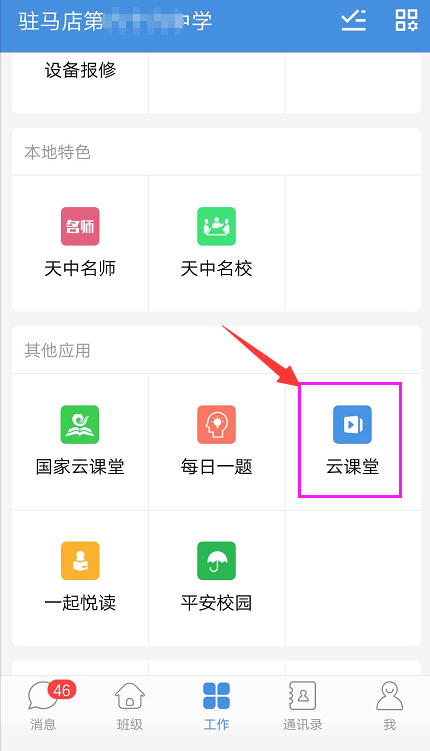 驻马店第
中学
设备报修
本地特色
名师
天中名师
天中名校
其他应用
国家云课堂
每日一题
云课堂
一起悦读
平安校园
46
消息
班级
工作
通讯录
我